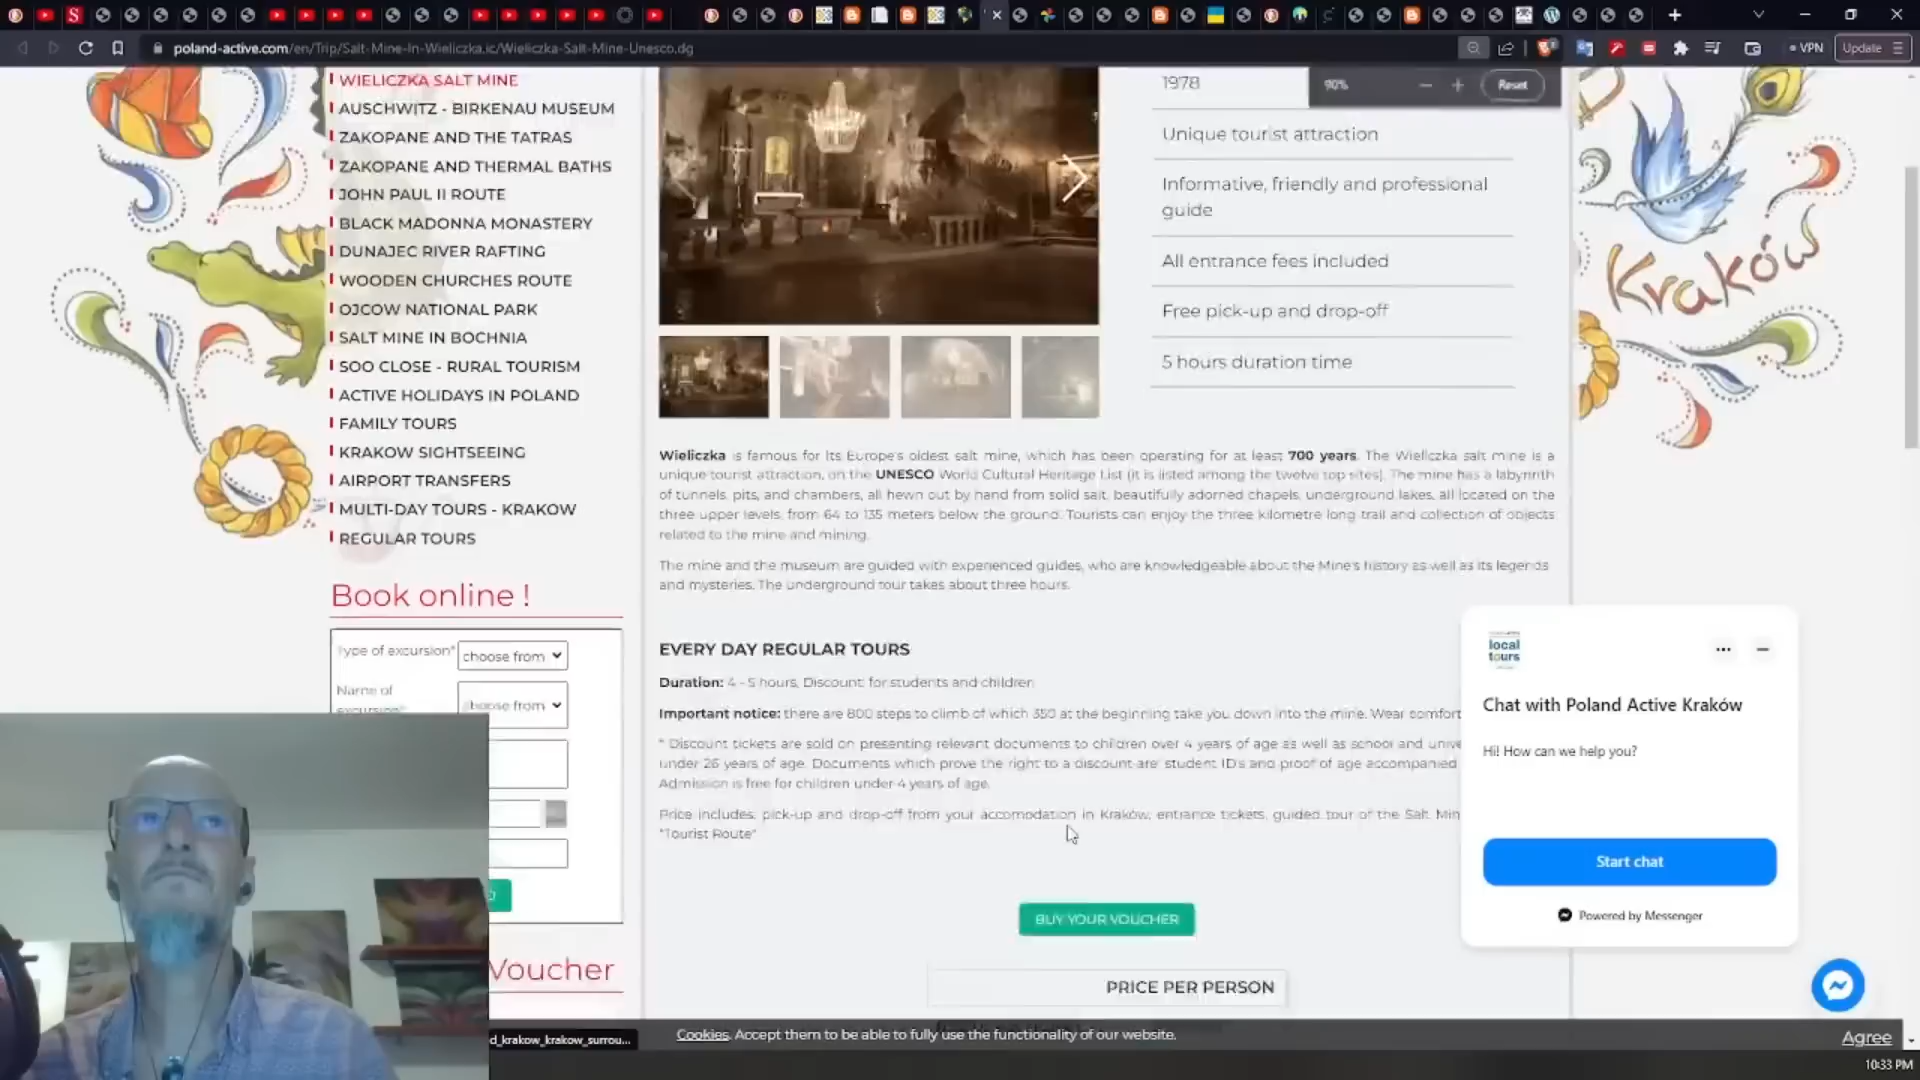 poland-active.com/en/Trip/Salt-Mine-In-Wieliczka.ic/Wieliczka-Salt-Mine-Unesco.dg
VPN
Update
90%
Reset
WIELICZKA SALT MINE
AUSCHWITZ - BIRKENAU MUSEUM
ZAKOPANE AND THE TATRAS
ZAKOPANE AND THERMAL BATHS
JOHN PAUL II ROUTE
BLACK MADONNA MONASTERY
DUNAJEC RIVER RAFTING
WOODEN CHURCHES ROUTE
OJCOW NATIONAL PARK
SALT MINE IN BOCHNIA
SOO CLOSE - RURAL TOURISM
ACTIVE HOLIDAYS IN POLAND
FAMILY TOURS
KRAKOW SIGHTSEEING
AIRPORT TRANSFERS
MULTI-DAY TOURS - KRAKOW
REGULAR TOURS
Book online !
Type of excursion* choose from
Name of
excursion* choose from
Voucher
1978
Unique tourist attraction
Informative, friendly and professional
guide
All entrance fees included
Free pick-up and drop-off
5 hours duration time
Kraków
Wieliczka is famous for its Europe's oldest salt mine, which has been operating for at least 700 years. The Wieliczka salt mine is a
unique tourist attraction, on the UNESCO World Cultural Heritage List (it is listed among the twelve top sites). The mine has a labyrinth
of tunnels, pits, and chambers, all hewn out by hand from solid salt, beautifully adorned chapels, underground lakes, all located on the
three upper levels, from 64 to 135 meters below the ground. Tourists can enjoy the three kilometre long trail and collection of objects
related to the mine and mining.
The mine and the museum are guided with experienced guides, who are knowledgeable about the Mine's history as well as its legends
and mysteries. The underground tour takes about three hours.
EVERY DAY REGULAR TOURS
Duration: 4 - 5 hours, Discount: for students and children
Important notice: there are 800 steps to climb of which 350 at the beginning take you down into the mine. Wear comfort
* Discount tickets are sold on presenting relevant documents to children over 4 years of age as well as school and unive
under 26 years of age. Documents which prove the right to a discount are: student ID's and proof of age accompanied
Admission is free for children under 4 years of age.
Price includes: pick-up and drop-off from your accomodation in Kraków, entrance tickets, guided tour of the Salt Min
"Tourist Route"
BUY YOUR VOUCHER
PRICE PER PERSON
local
tours
Chat with Poland Active Kraków
Hi! How can we help you?
Start chat
Powered by Messenger
d_krakow_krakow_surrou...
Cookies. Accept them to be able to fully use the functionality of our website.
Agree
10:33 PM